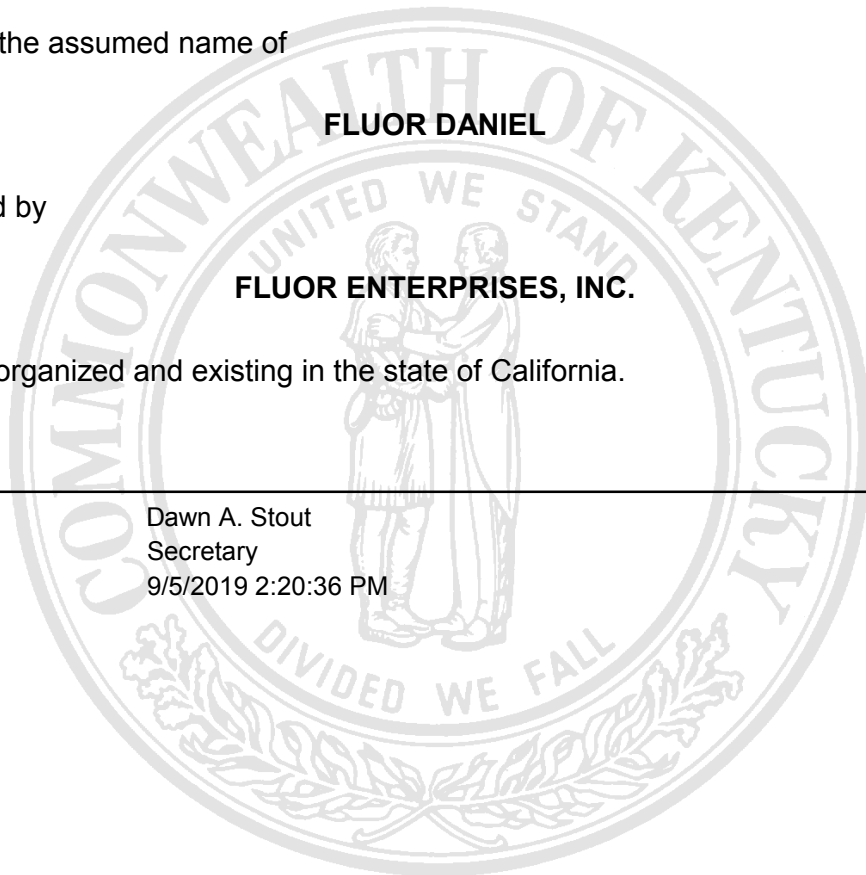 the assumed name of
FLUOR DANIEL
d by
FLUOR ENTERPRISES, INC.
organized and existing in the state of California.
Dawn A. Stout
Secretary
9/5/2019 2:20:36 PM
COMMONWEALTH OF KENTUCKY
UNITED WE STAND
DIVIDED WE FALL